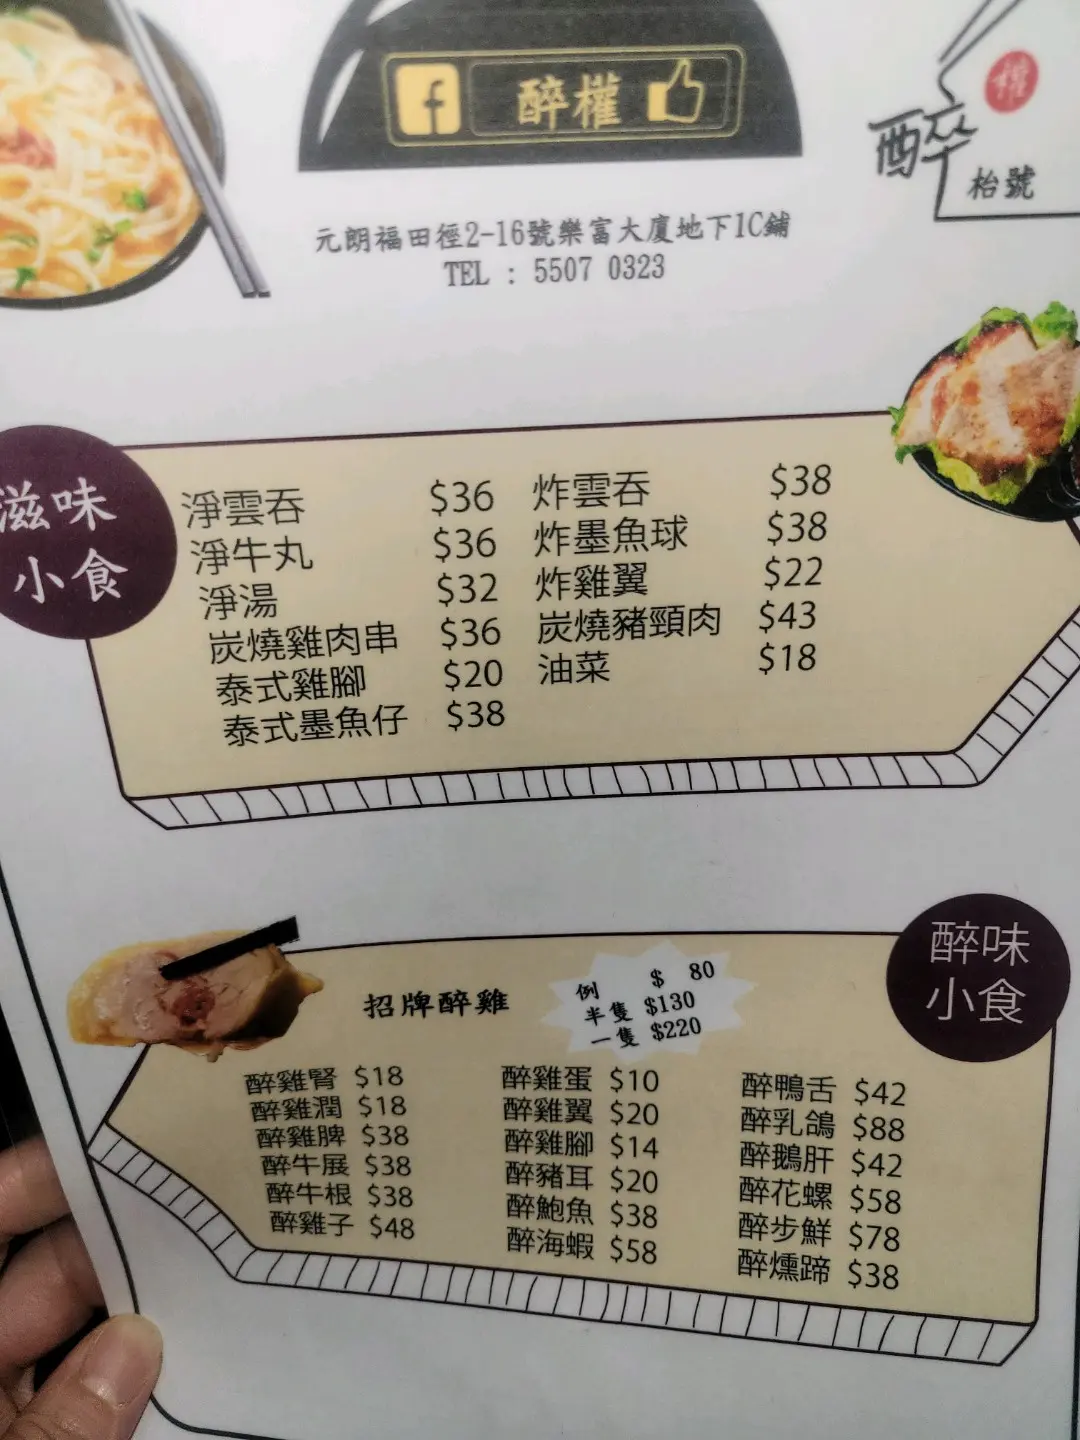 f 醉權
權
醉
枱號
元朗福田徑2-16號樂富大廈地下1C鋪
TEL : 5507 0323
滋味
小食
淨雲吞 $36 炸雲吞 $38
淨牛丸 $36 炸墨魚球 $38
淨湯 $32 炸雞翼 $22
炭燒雞肉串 $36 炭燒豬頸肉 $43
泰式雞腳 $20 油菜 $18
泰式墨魚仔 $38
醉味
小食
招牌醉雞
例 $ 80
半隻 $130
一隻 $220
醉雞腎 $18 醉雞蛋 $10 醉鴨舌 $42
醉雞潤 $18 醉雞翼 $20 醉乳鴿 $88
醉雞脾 $38 醉雞腳 $14 醉鵝肝 $42
醉牛展 $38 醉豬耳 $20 醉花螺 $58
醉牛根 $38 醉鮑魚 $38 醉步鮮 $78
醉雞子 $48 醉海蝦 $58 醉燻蹄 $38